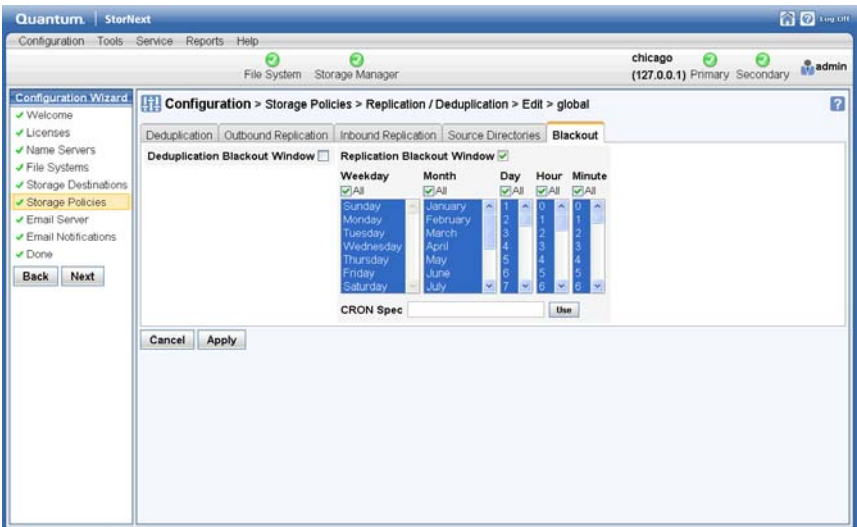 Quantum. StorNext Log Off
Configuration Tools Service Reports Help
File System Storage Manager
chicago
(127.0.0.1) Primary Secondary admin
Configuration Wizard
Welcome
Licenses
Name Servers
File Systems
Storage Destinations
Storage Policies
Email Server
Email Notifications
Done
Back Next
Configuration > Storage Policies > Replication / Deduplication > Edit > global ?
Deduplication Outbound Replication Inbound Replication Source Directories Blackout
Deduplication Blackout Window Replication Blackout Window
Weekday Month Day Hour Minute
All All All All All
Sunday January 1 0 0
Monday February 2 1 1
Tuesday March 3 2 2
Wednesday April 4 3 3
Thursday May 5 4 4
Friday June 6 5 5
Saturday July 7 6 6
CRON Spec Use
Cancel Apply